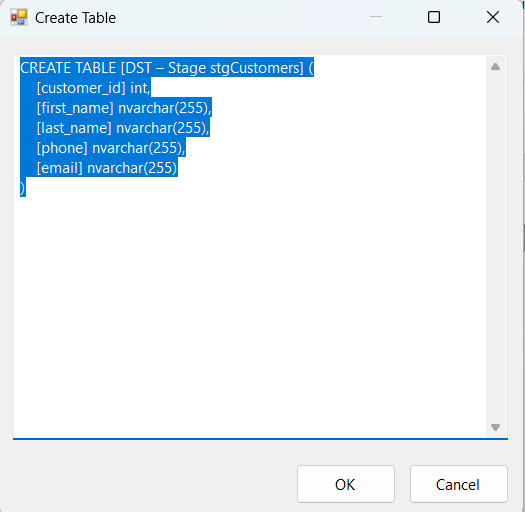 Create Table
CREATE TABLE [DST – Stage stgCustomers] (
    [customer_id] int,
    [first_name] nvarchar(255),
    [last_name] nvarchar(255),
    [phone] nvarchar(255),
    [email] nvarchar(255)
)
OK
Cancel